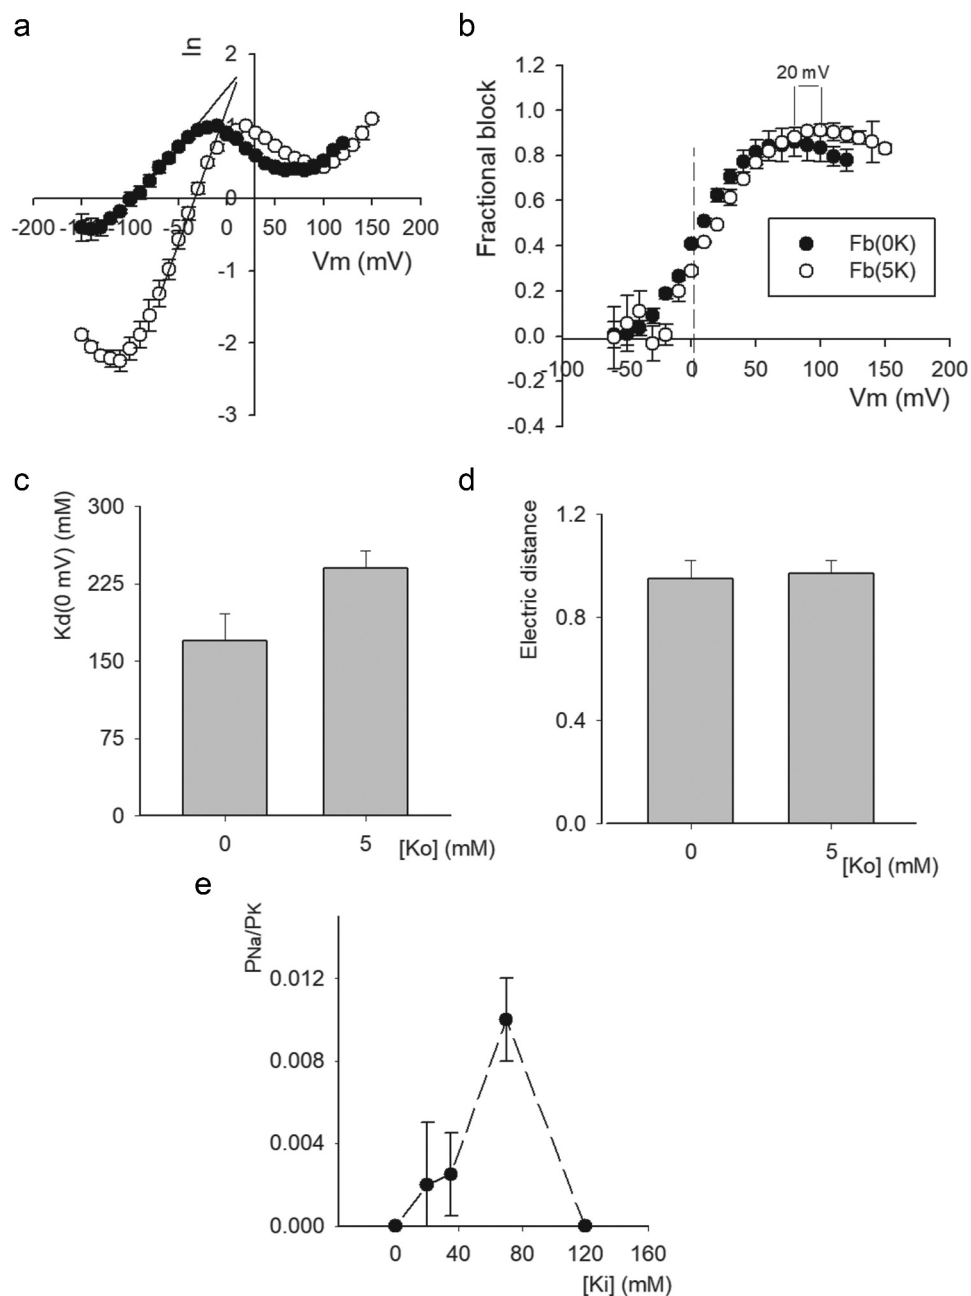 a
ln
2
1
0
-1
-2
-3
-200 -150 -100 -50 0 50 100 150 200
Vm (mV)
b
Fractional block
1.2
1.0
0.8
0.6
0.4
0.2
0.0
-0.2
-0.4
20 mV
Fb(0K)
Fb(5K)
-100 -50 0 50 100 150 200
Vm (mV)
c
Kd(0 mV) (mM)
300
225
150
75
0
0 5 [Ko] (mM)
d
Electric distance
1.2
0.8
0.4
0.0
0 5 [Ko] (mM)
e
PNa/PK
0.012
0.008
0.004
0.000
0 40 80 120 160
[Ki] (mM)